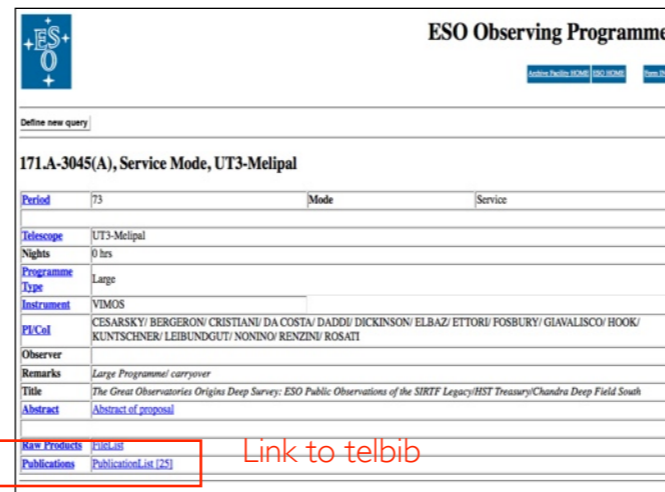 ESO
ESO Observing Programme
Archive Facility HOME ESO HOME
Define new query
171.A-3045(A), Service Mode, UT3-Melipal
Period 73 Mode Service
Telescope UT3-Melipal
Nights 0 hrs
Programme Type Large
Instrument VIMOS
PI/CoI CESARSKY/ BERGERON/ CRISTIANI/ DA COSTA/ DADDI/ DICKINSON/ ELBAZ/ ETTORI/ FOSBURY/ GIAVALISCO/ HOOK/
KUNTSCHNER/ LEIBUNDGUT/ NONINO/ RENZINI/ ROSATI
Observer
Remarks Large Programme/ carryover
Title The Great Observatories Origins Deep Survey: ESO Public Observations of the SIRTF Legacy/HST Treasury/Chandra Deep Field South
Abstract Abstract of proposal
Raw Products FileList
Link to telbib
Publications PublicationList [25]